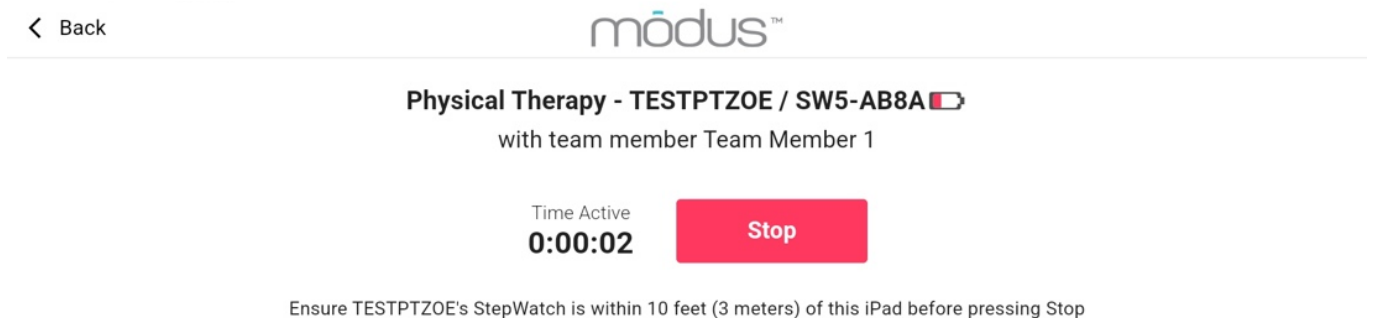 Back
mōdus™
Physical Therapy - TESTPTZOE / SW5-AB8A
with team member Team Member 1
Time Active
0:00:02
Stop
Ensure TESTPTZOE's StepWatch is within 10 feet (3 meters) of this iPad before pressing Stop